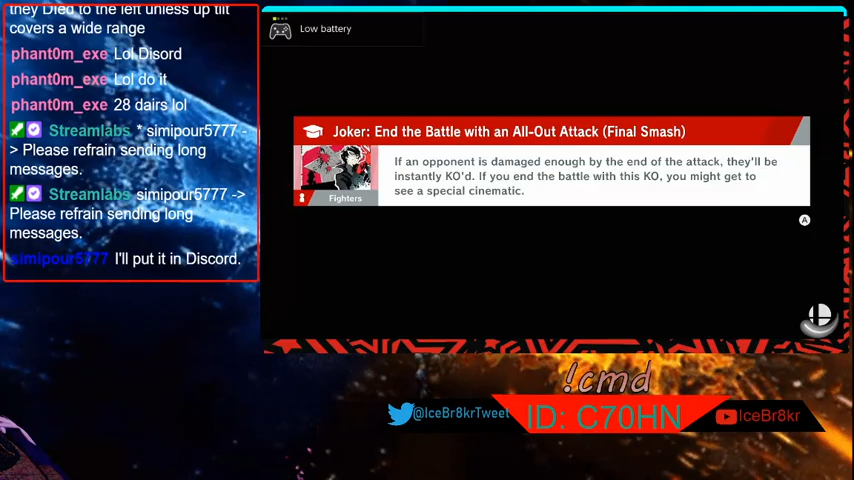 they Died to the left unless up tilt
covers a wide range
phant0m_exe Lol Disord
phant0m_exe Lol do it
phant0m_exe 28 dairs lol
Streamlabs * simipour5777 -
> Please refrain sending long
messages.
Streamlabs simipour5777 ->
Please refrain sending long
messages.
simipour5777 I'll put it in Discord.
Low battery
Joker: End the Battle with an All-Out Attack (Final Smash)
If an opponent is damaged enough by the end of the attack, they'll be
instantly KO'd. If you end the battle with this KO, you might get to
see a special cinematic.
Fighters
A
!cmd
@IceBr8krTweet
ID: C70HN
IceBr8kr